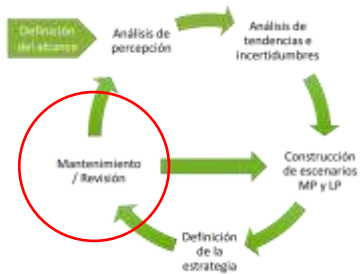 Definición
del alcance
Análisis de
percepción
Análisis de
tendencias e
incertidumbres
Construcción
de escenarios
MP y LP
Definición
de la
estrategia
Mantenimiento
/ Revisión